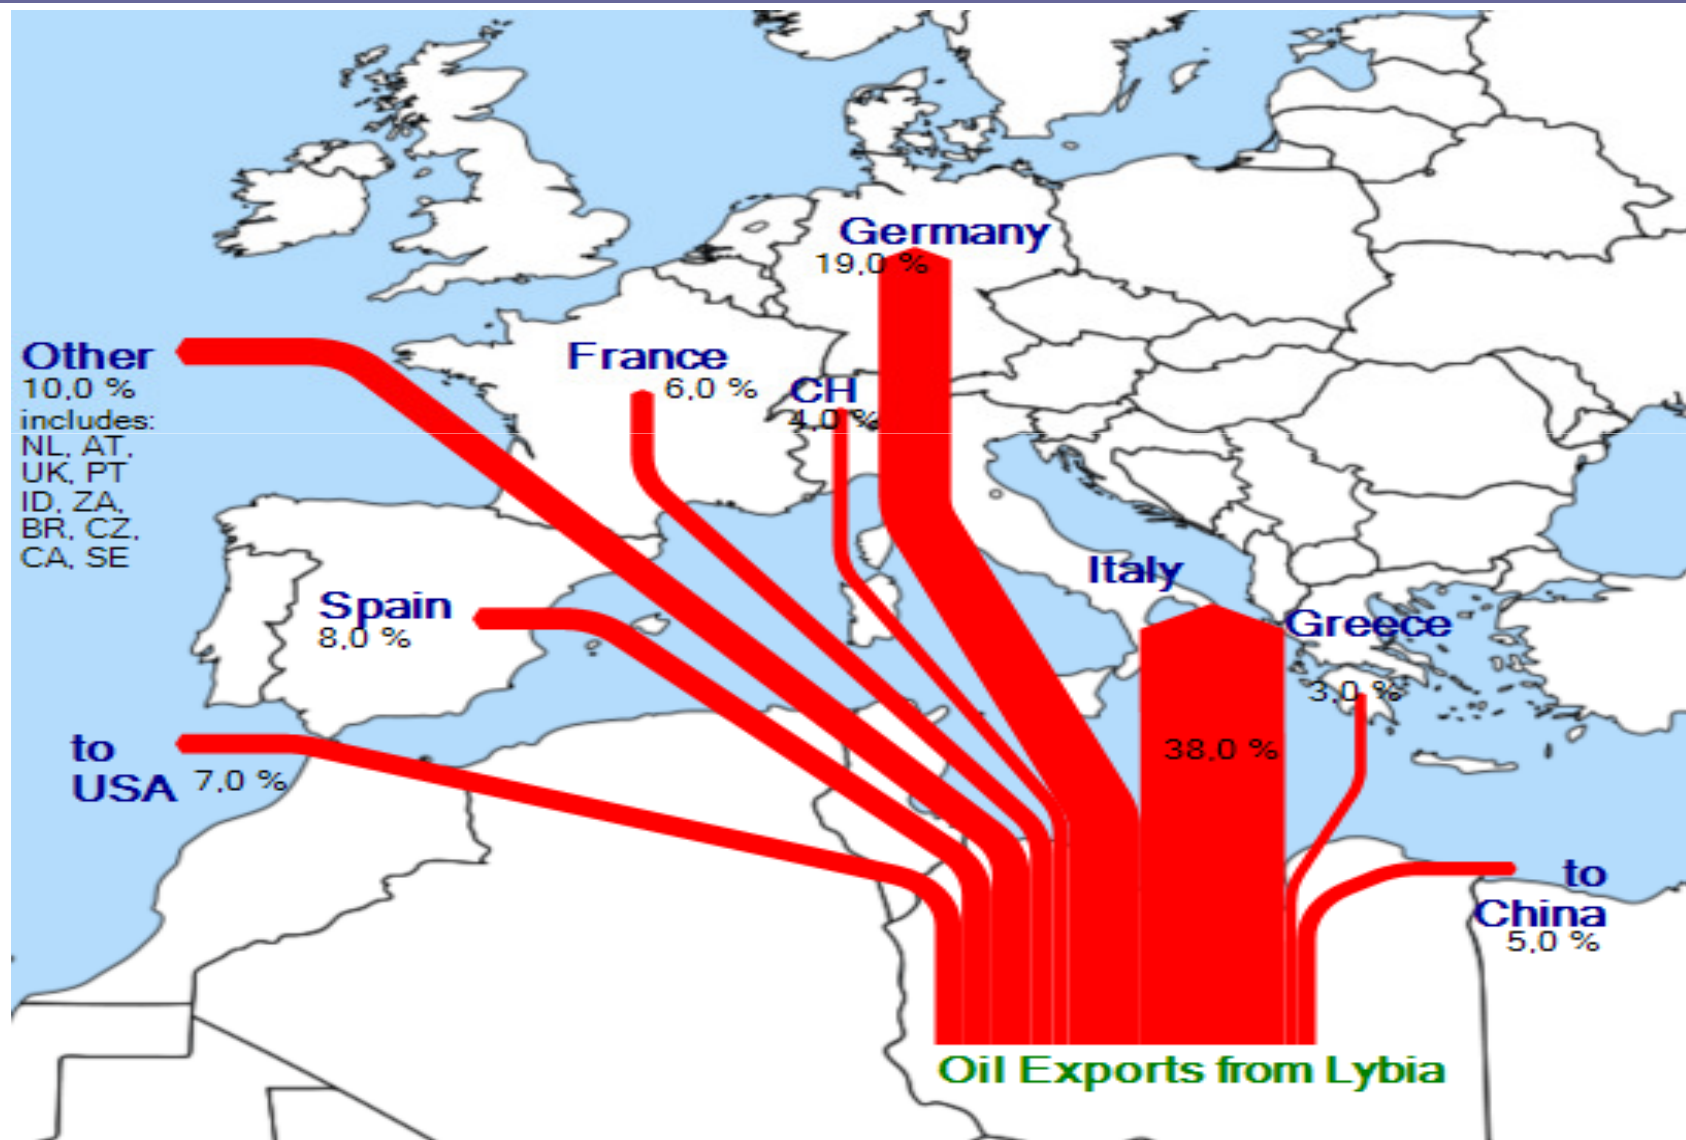 Germany
19,0 %
Other
10,0 %
includes:
NL, AT,
UK, PT
ID, ZA,
BR, CZ,
CA, SE
France
6,0 %
CH
4,0 %
Italy
38,0 %
Spain
8,0 %
Greece
3,0 %
to
USA
7,0 %
to
China
5,0 %
Oil Exports from Lybia